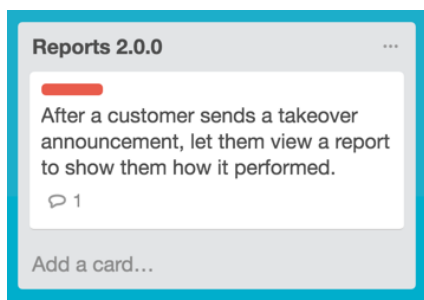 Reports 2.0.0
After a customer sends a takeover
announcement, let them view a report
to show them how it performed.
1
Add a card...